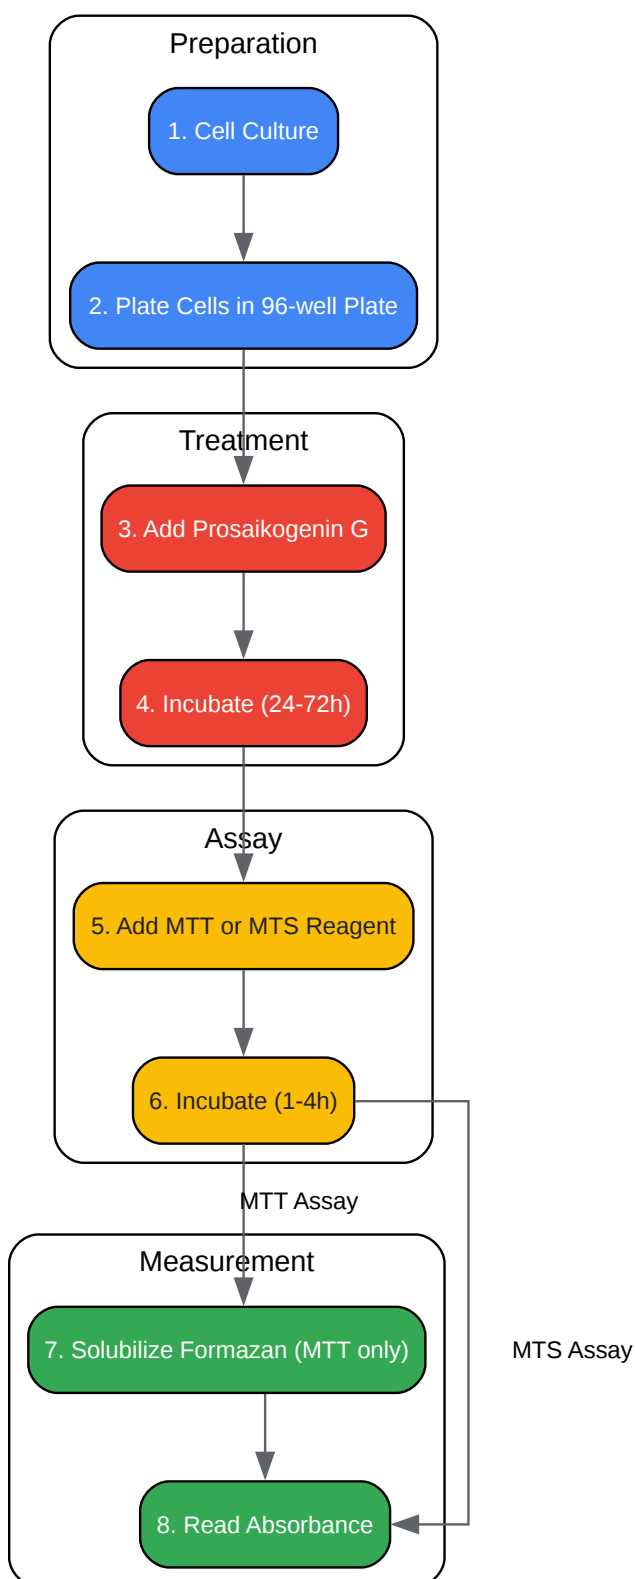 Preparation
1. Cell Culture
2. Plate Cells in 96-well Plate
Treatment
3. Add Prosaikogenin G
4. Incubate (24-72h)
Assay
5. Add MTT or MTS Reagent
6. Incubate (1-4h)
MTT Assay
Measurement
7. Solubilize Formazan (MTT only)
MTS Assay
8. Read Absorbance